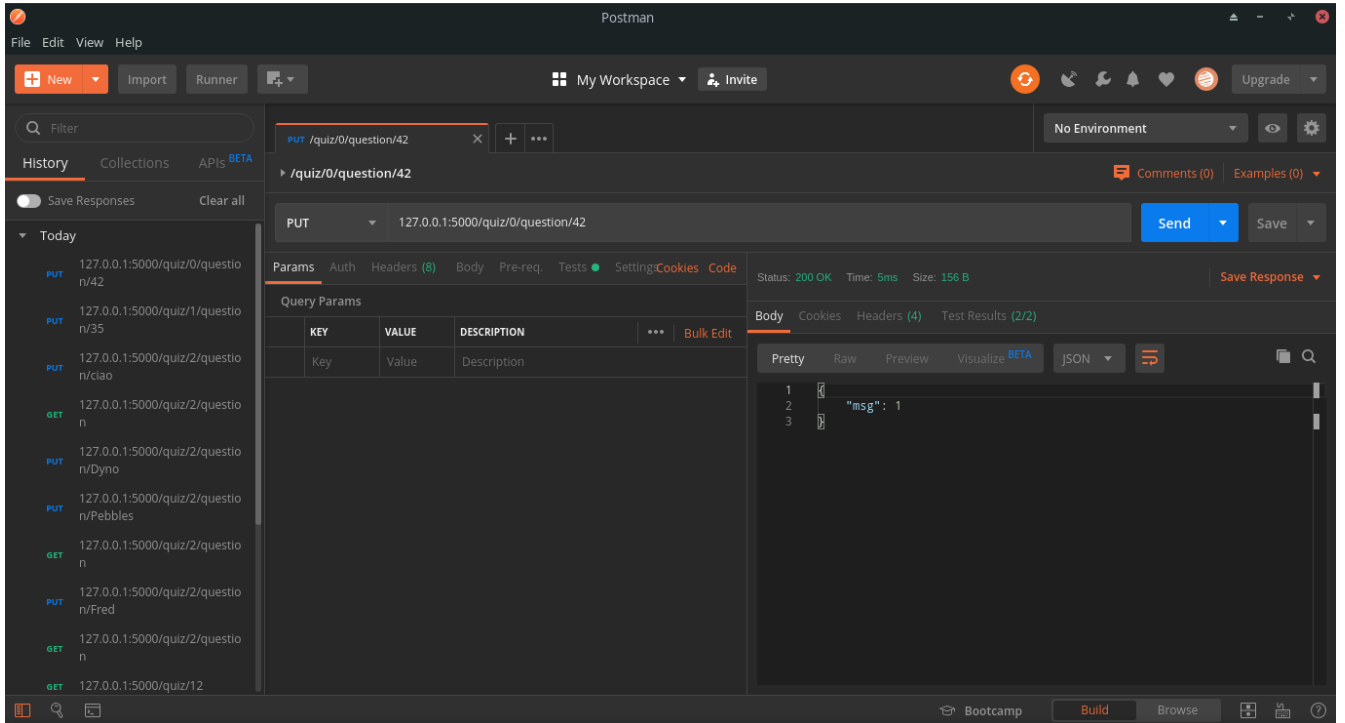 Postman
File Edit View Help
New Import Runner My Workspace Invite Upgrade
Filter
History Collections APIs BETA
Save Responses Clear all
Today
PUT 127.0.0.1:5000/quiz/0/questio
n/42
PUT 127.0.0.1:5000/quiz/1/questio
n/35
PUT 127.0.0.1:5000/quiz/2/questio
n/ciao
GET 127.0.0.1:5000/quiz/2/questio
n
PUT 127.0.0.1:5000/quiz/2/questio
n/Dyno
PUT 127.0.0.1:5000/quiz/2/questio
n/Pebbles
GET 127.0.0.1:5000/quiz/2/questio
n
PUT 127.0.0.1:5000/quiz/2/questio
n/Fred
GET 127.0.0.1:5000/quiz/2/questio
n
GET 127.0.0.1:5000/quiz/12
PUT /quiz/0/question/42
No Environment
/quiz/0/question/42 Comments (0) Examples (0)
PUT 127.0.0.1:5000/quiz/0/question/42 Send Save
Params Auth Headers (8) Body Pre-req. Tests Settings Cookies Code
Query Params
KEY VALUE DESCRIPTION Bulk Edit
Key Value Description
Status: 200 OK Time: 5ms Size: 156 B Save Response
Body Cookies Headers (4) Test Results (2/2)
Pretty Raw Preview Visualize BETA JSON
1 {
2 "msg": 1
3 }
Bootcamp Build Browse